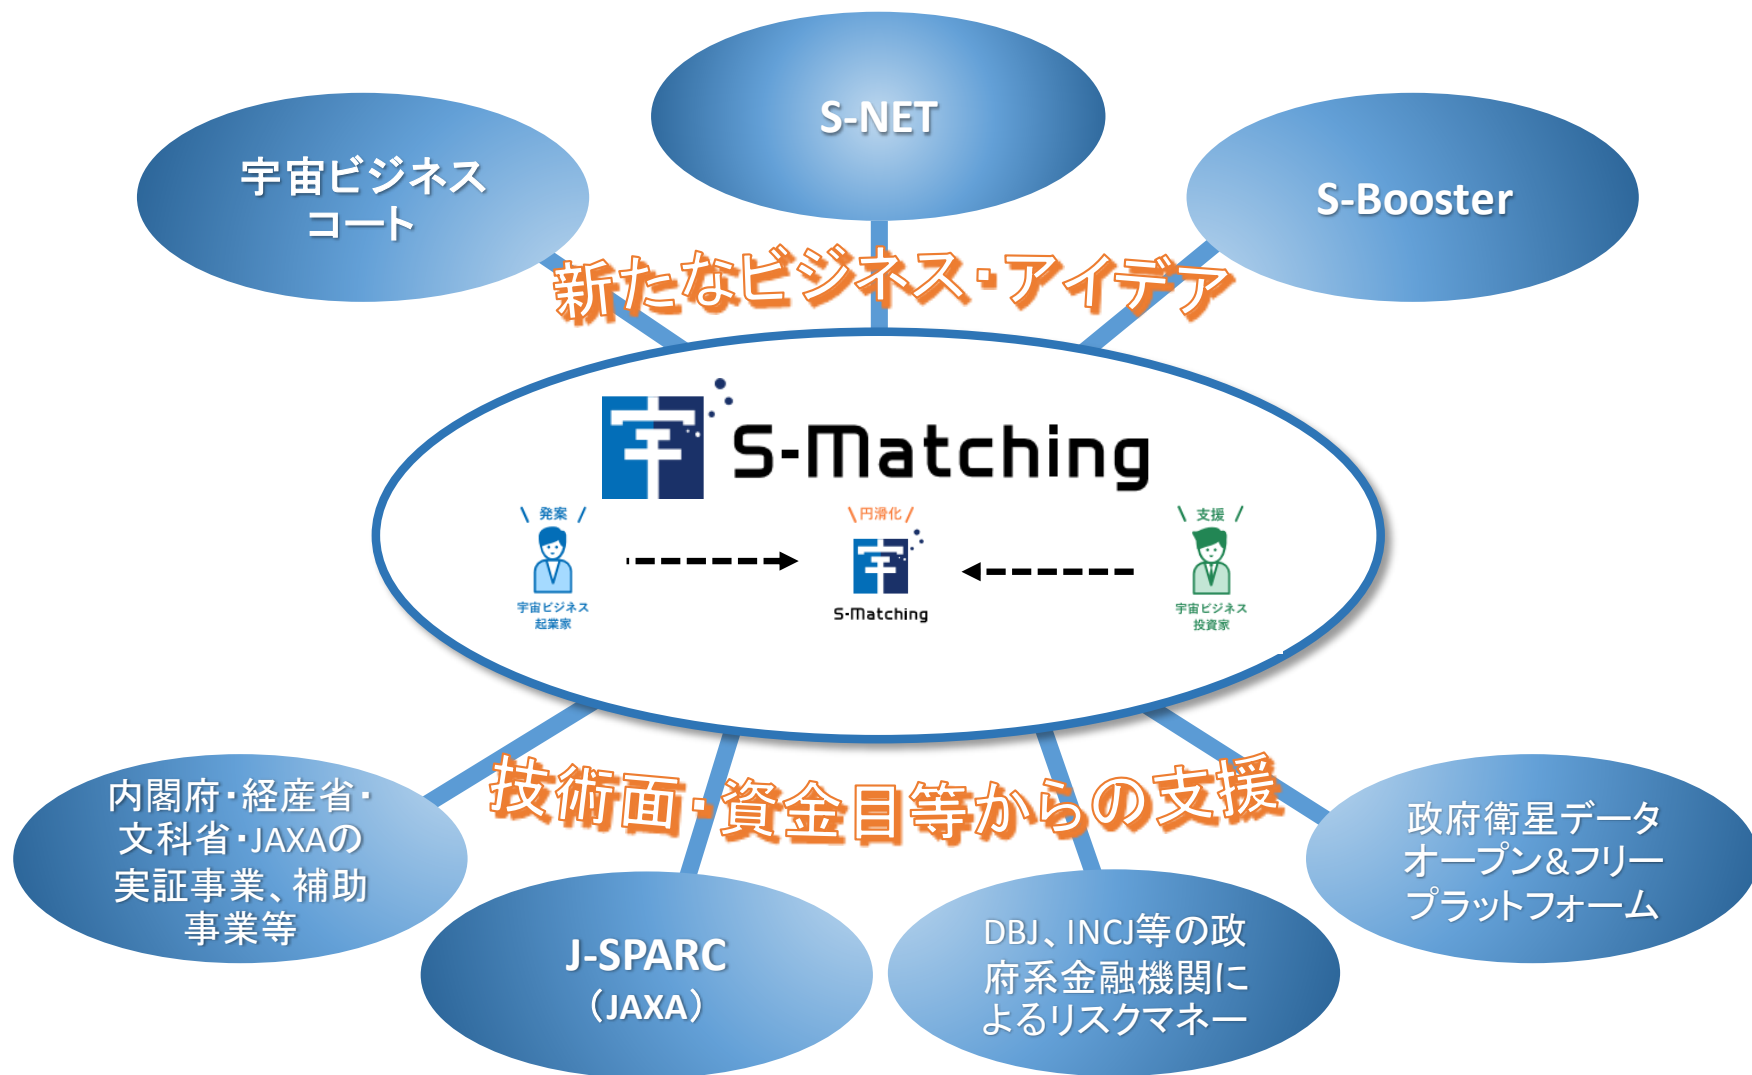 S-NET
宇宙ビジネス
コート
S-Booster
新たなビジネス・アイデア
S-Matching
発案
円滑化
支援
宇宙ビジネス
起業家
S-Matching
宇宙ビジネス
投資家
技術面・資金目等からの支援
内閣府・経産省・
文科省・JAXAの
実証事業、補助
事業等
J-SPARC
（JAXA）
DBJ、INCJ等の政
府系金融機関に
よるリスクマネー
政府衛星データ
オープン&フリー
プラットフォーム